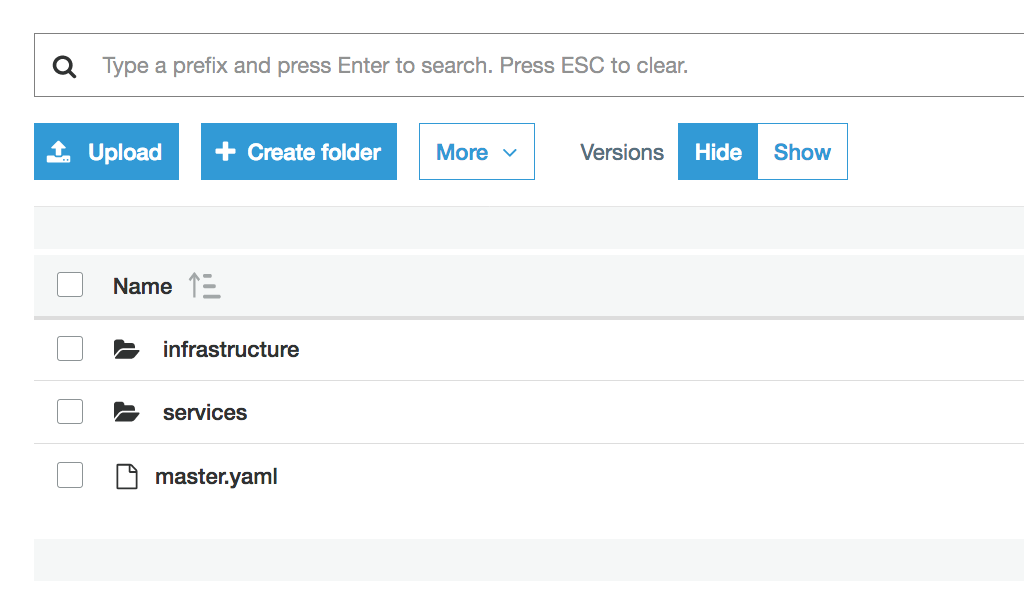 Type a prefix and press Enter to search. Press ESC to clear.
Upload Create folder More Versions Hide Show
Name
infrastructure
services
master.yaml